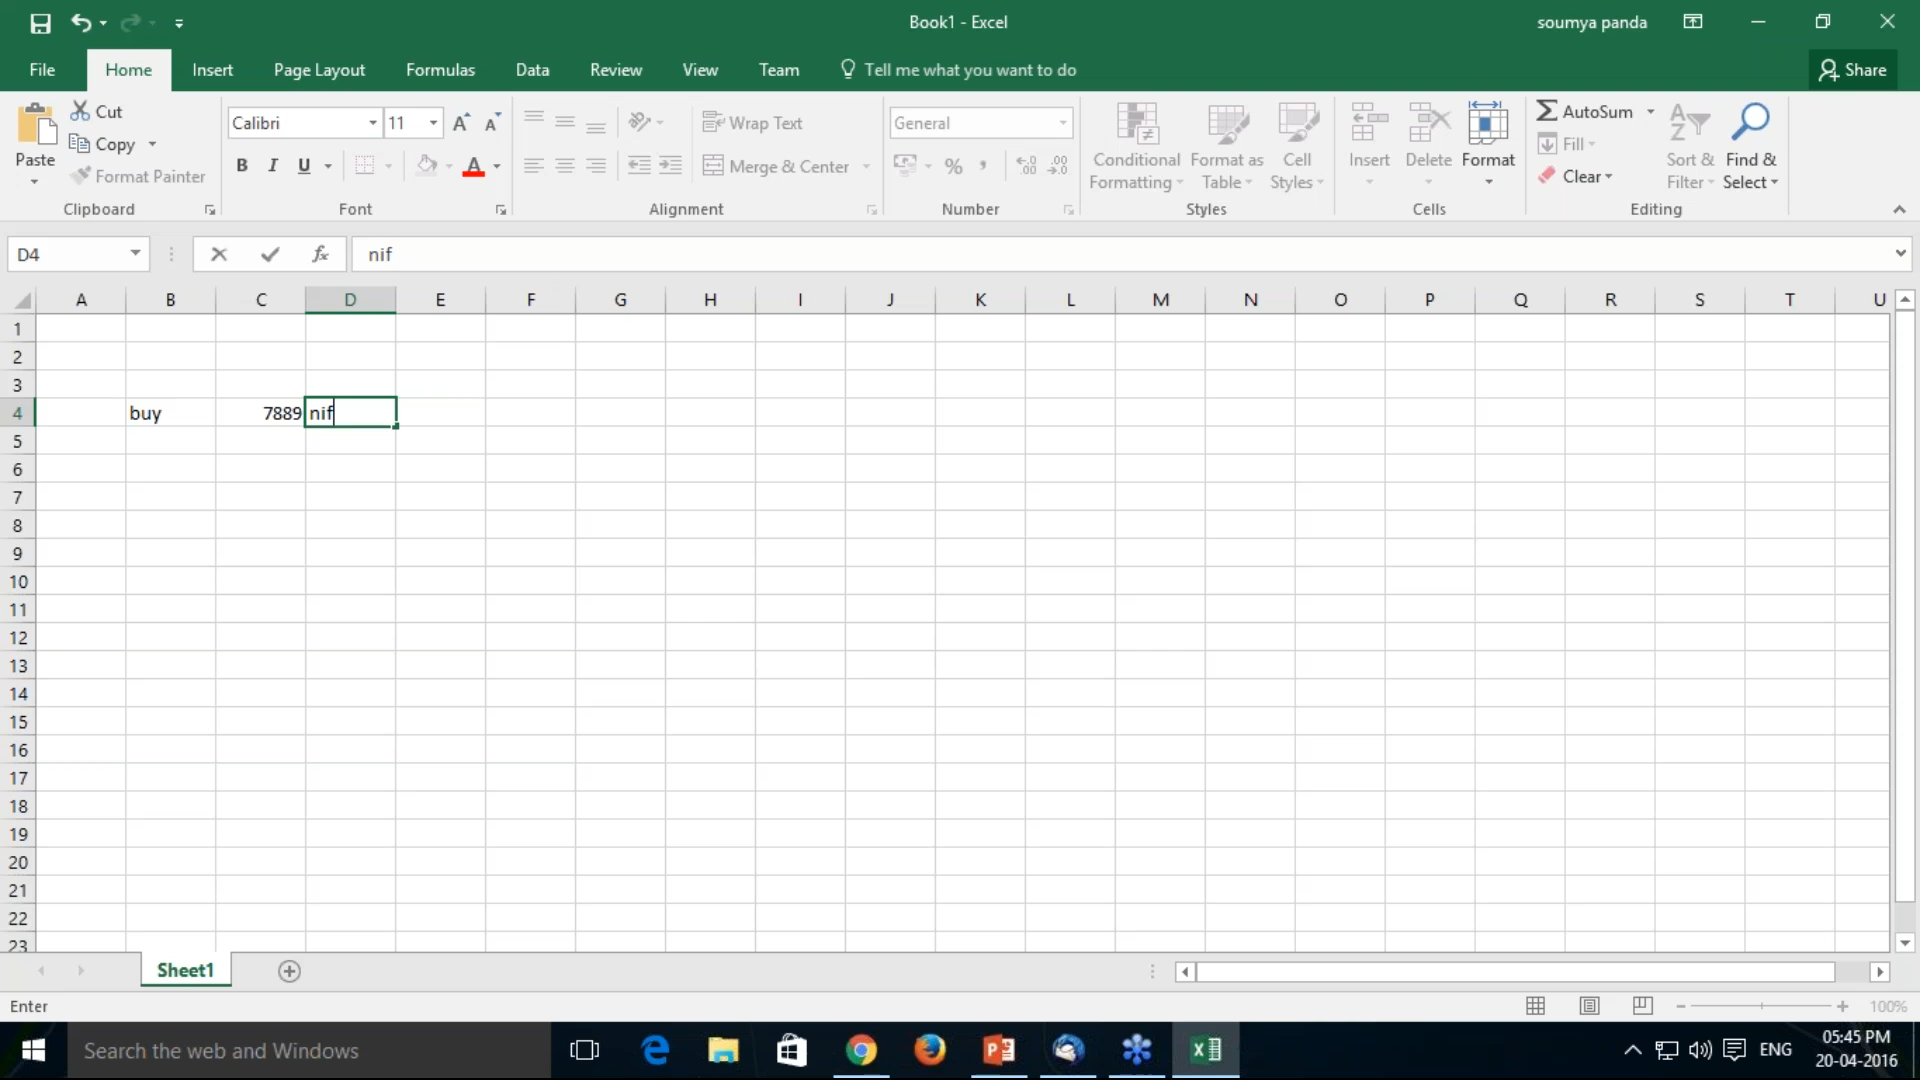 Book1 - Excel
soumya panda
File Home Insert Page Layout Formulas Data Review View Team Tell me what you want to do Share
Paste
Cut
Copy
Format Painter
Clipboard
Calibri 11
B I U
Font
Wrap Text
Merge & Center
Alignment
General
%
Number
Conditional Formatting
Format as Table
Cell Styles
Styles
Insert
Delete
Format
Cells
AutoSum
Fill
Clear
Sort & Filter
Find & Select
Editing
D4 fx nif
A B C D E F G H I J K L M N O P Q R S T U
1
2
3
4 buy 7889 nif
5
6
7
8
9
10
11
12
13
14
15
16
17
18
19
20
21
22
23
Sheet1
Enter
100%
Search the web and Windows
ENG
05:45 PM
20-04-2016